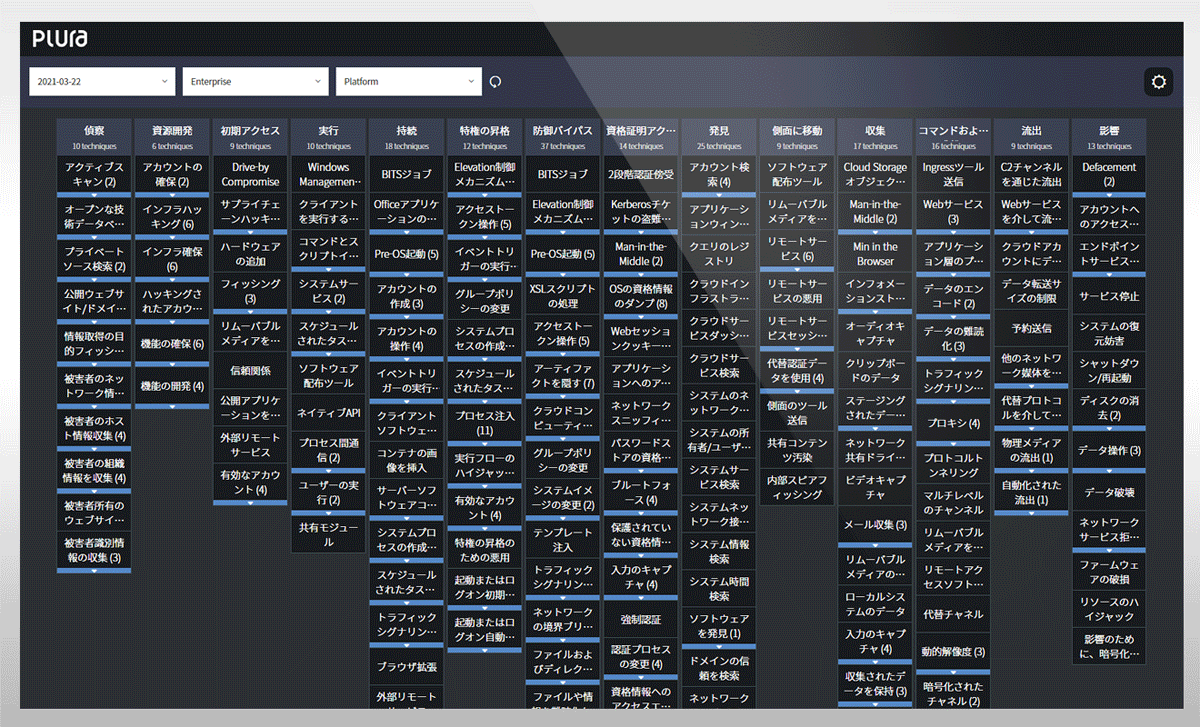 PLURA
2021-03-22
Enterprise
Platform
偵察
10 techniques
アクティブス
キャン (2)
オープンな技
術データベ…
プライベート
ソース検索 (2)
公開ウェブサ
イト/ドメイ…
情報取得の目
的フィッシ…
被害者のネッ
トワーク情…
被害者のホス
ト情報収集 (4)
被害者の組織
情報を収集 (4)
被害者所有の
ウェブサイ…
被害者識別情
報の収集 (3)
資源開発
7 techniques
アカウントの
確保 (2)
インフラハッ
キング (6)
インフラ確保
(6)
ハッキングさ
れたアカウ…
機能の確保 (6)
機能の開発 (4)
初期アクセス
9 techniques
Drive-by
Compromise
サプライチェ
ーンハッキ…
ハードウェア
の追加
フィッシング
(3)
リムーバブル
メディアを…
信頼関係
公開アプリケ
ーションを…
外部リモート
サービス
有効なアカウ
ント (4)
実行
10 techniques
Windows
Managemen…
クライアント
を実行する…
コマンドとス
クリプトイ…
システムサー
ビス (2)
スケジュール
されたタス…
ソフトウェア
配布ツール
ネイティブAPI
プロセス間通
信 (2)
ユーザーの実
行 (2)
共有モジュー
ル
持続
18 techniques
BITSジョブ
Officeアプリケ
ーションの…
Pre-OS起動 (5)
アカウントの
作成 (3)
アカウントの
操作 (4)
イベントトリ
ガーの実行…
クライアント
ソフトウェ…
コンテナの画
像を挿入
サーバーソフ
トウェアコ…
システムプロ
セスの作成…
スケジュール
されたタス…
トラフィック
シグナリン…
ブラウザ拡張
外部リモート
特権の昇格
12 techniques
Elevation制御
メカニズム…
アクセストー
クン操作 (5)
イベントトリ
ガーの実行…
グループポリ
シーの変更
システムプロ
セスの作成…
スケジュール
されたタス…
プロセス注入
(11)
実行フローの
ハイジャッ…
有効なアカウ
ント (4)
特権の昇格の
ための悪用
起動またはロ
グオン初期…
起動またはロ
グオン自動…
防御バイパス
37 techniques
BITSジョブ
Elevation制御
メカニズム…
Pre-OS起動 (5)
XSLスクリプト
の処理
アクセストー
クン操作 (5)
アーティファ
クトを隠す (7)
クラウドコン
ピューティ…
グループポリ
シーの変更
システムイメ
ージの変更 (2)
テンプレート
注入
トラフィック
シグナリン…
ネットワーク
の境界ブリ…
ファイルおよ
びディレク…
ファイルや情
資格証明アク…
14 techniques
2段階認証傍受
Kerberosチケ
ットの盗難…
Man-in-the-
Middle (2)
OSの資格情報
のダンプ (8)
Webセッショ
ンクッキー…
アプリケーシ
ョンへのア…
ネットワーク
スニッフィ…
パスワードス
トアの資格…
ブルートフォ
ース (4)
保護されてい
ない資格情…
入力のキャプ
チャ (4)
強制認証
認証プロセス
の変更 (4)
資格情報への
アクセスエ…
発見
25 techniques
アカウント検
索 (4)
アプリケーシ
ョンウィン…
クエリのレジ
ストリ
クラウドイン
フラストラ…
クラウドサー
ビスダッシ…
クラウドサー
ビス検索
システムのネ
ットワーク…
システムの所
有者/ユーザ…
システムサー
ビス検索
システムネッ
トワーク接…
システム情報
検索
システム時間
検索
ソフトウェア
を発見 (1)
ドメインの信
頼を検索
ネットワーク
側面に移動
9 techniques
ソフトウェア
配布ツール
リムーバブル
メディアを…
リモートサー
ビス (6)
リモートサー
ビスの悪用
リモートサー
ビスセッシ…
代替認証デー
タを使用 (4)
側面のツール
送信
共有コンテン
ツ汚染
内部スピアフ
ィッシング
収集
17 techniques
Cloud Storage
オブジェク…
Man-in-the-
Middle (2)
Min in the
Browser
インフォメー
ションスト…
オーディオキ
ャプチャ
クリップボー
ドのデータ
ステージング
されたデー…
ネットワーク
共有ドライ…
ビデオキャプ
チャ
メール収集 (3)
リムーバブル
メディアの…
ローカルシス
テムのデータ
入力のキャプ
チャ (4)
収集されたデ
ータを保持 (3)
コマンドおよ…
16 techniques
Ingressツール
送信
Webサービス
(3)
アプリケーシ
ョン層のプ…
データのエン
コード (2)
データの難読
化 (3)
トラフィック
シグナリン…
プロキシ (4)
プロトコルト
ンネリング
マルチレベル
のチャンネル
リムーバブル
メディアを…
リモートアク
セスソフト…
代替チャンネル
動的解像度 (3)
暗号化された
チャンネル (2)
流出
9 techniques
C2チャンネル
を通じた流出
Webサービス
を介して流…
クラウドアカ
ウントにデ…
データ転送サ
イズの制限
予約送信
他のネットワ
ーク媒体を…
代替プロトコ
ルを介して…
物理メディア
の流出 (1)
自動化された
流出 (1)
影響
13 techniques
Defacement
(2)
アカウントへ
のアクセス…
エンドポイン
トサービス…
サービス停止
システムの復
元妨害
シャットダウ
ン/再起動
ディスクの消
去 (2)
データ操作 (3)
データ破壊
ネットワーク
サービス拒…
ファームウェ
アの破損
リソースのハ
イジャック
影響のため
に、暗号化…